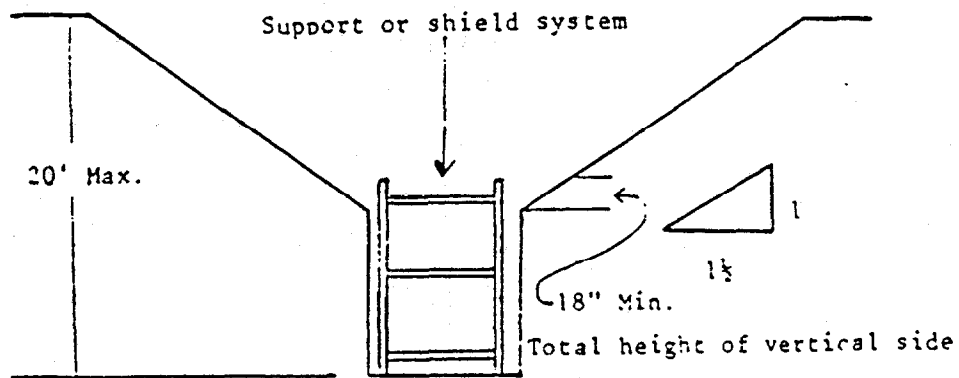 Support or shield system
20' Max.
1
1½
18" Min.
Total height of vertical side